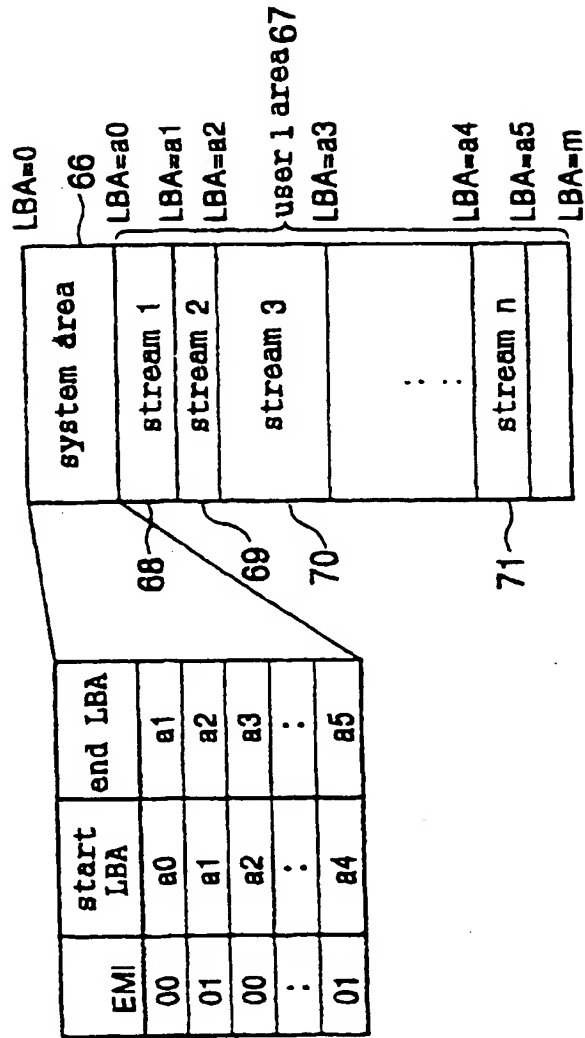 EMI start LBA end LBA
00 a0 a1
01 a1 a2
00 a2 a3
: : :
01 a4 a5
system area
stream 1
stream 2
stream 3
: :
stream n
68
69
70
71
LBA=0
66
LBA=a0
LBA=a1
LBA=a2
user 1 area67
LBA=a3
LBA=a4
LBA=a5
LBA=m